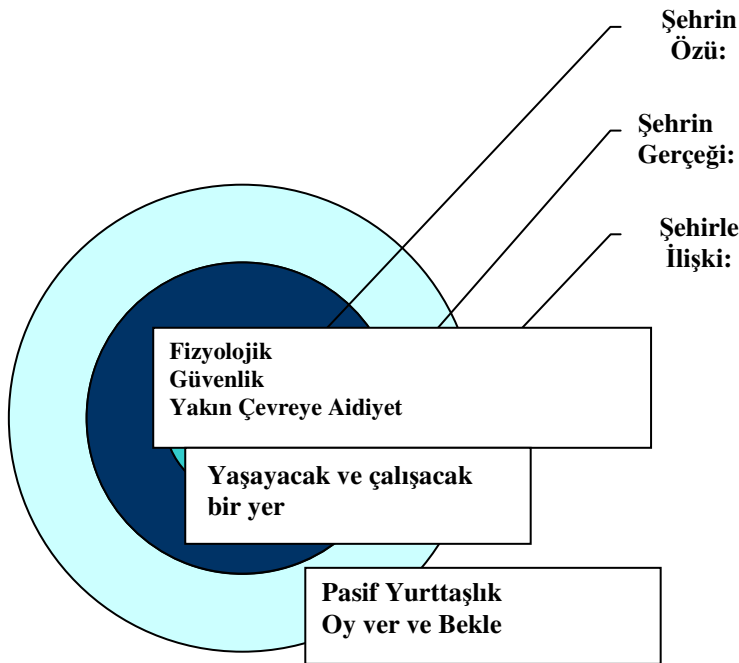 Şehrin
Özü:
Şehrin
Gerçeği:
Şehirle
İlişki:
Fizyolojik
Güvenlik
Yakın Çevreye Aidiyet
Yaşayacak ve çalışacak
bir yer
Pasif Yurttaşlık
Oy ver ve Bekle